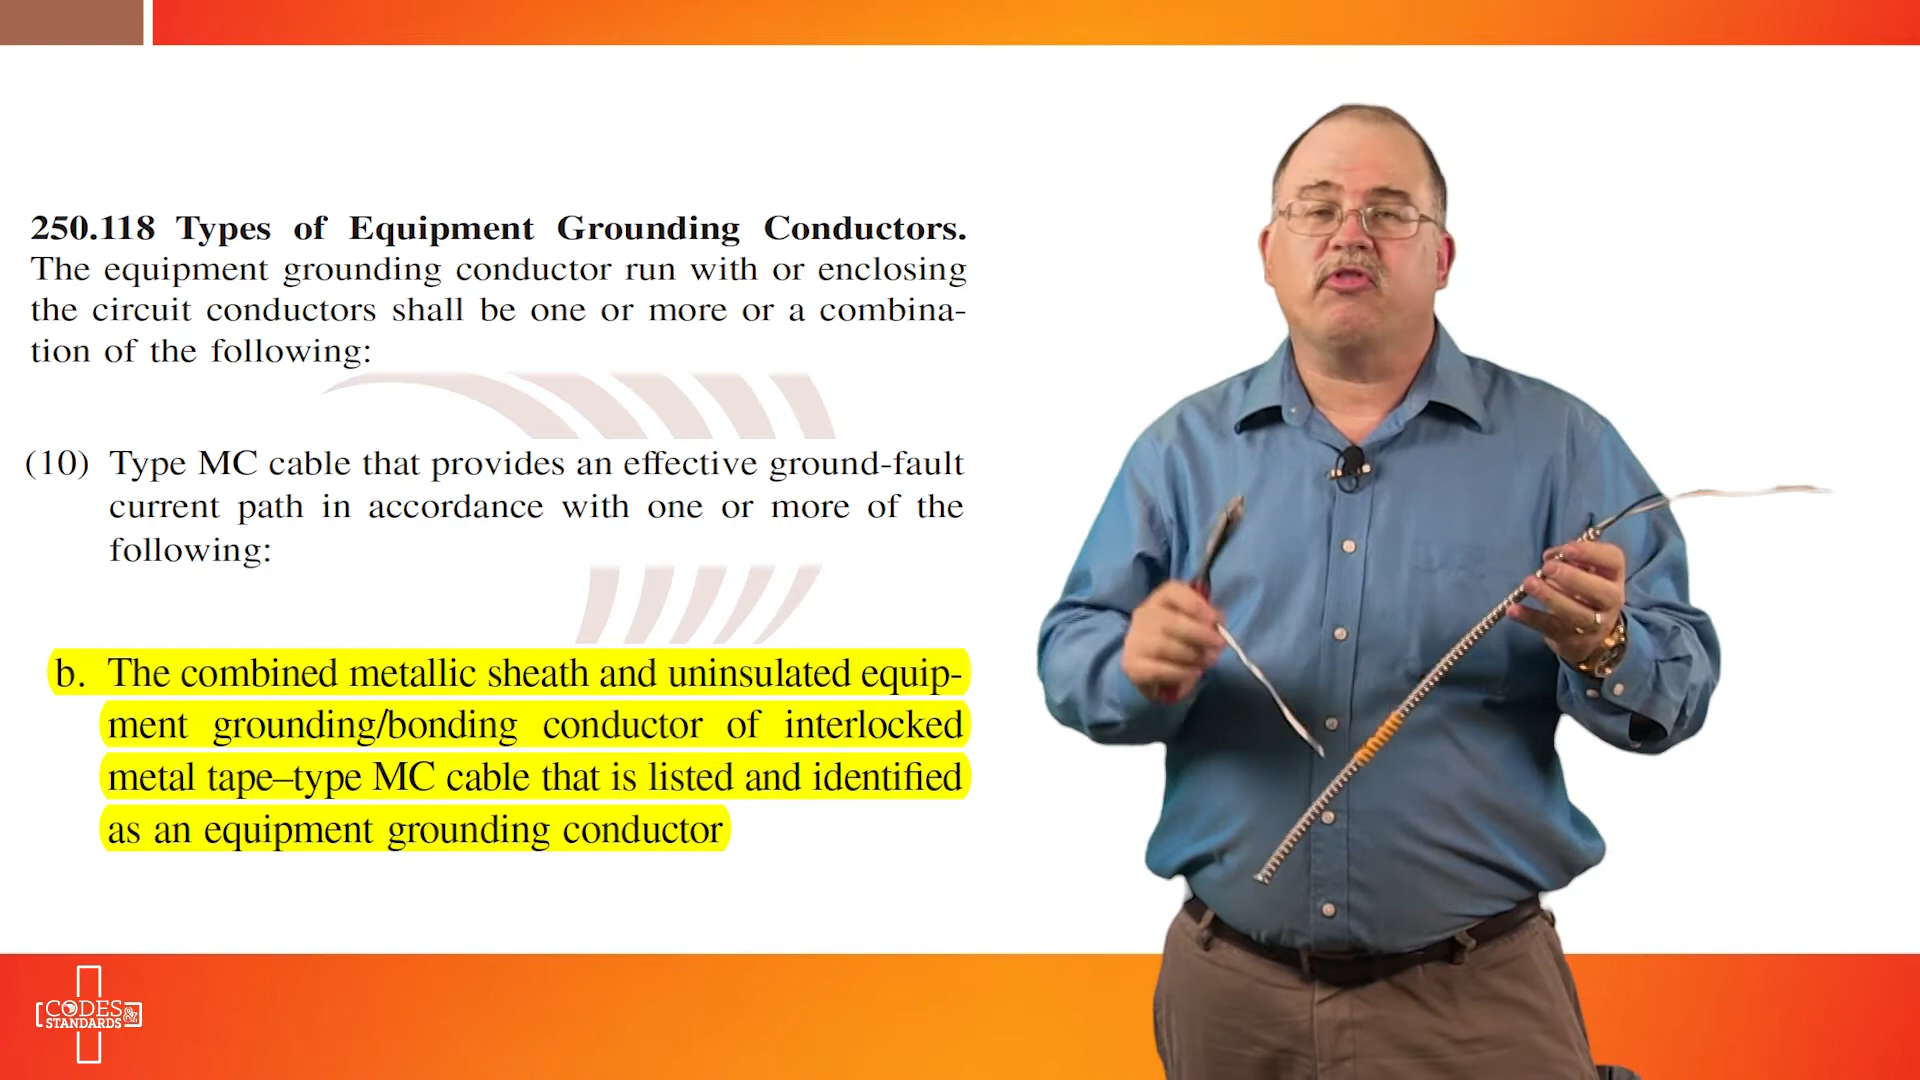 250.118 Types of Equipment Grounding Conductors.
The equipment grounding conductor run with or enclosing
the circuit conductors shall be one or more or a combina-
tion of the following:
(10) Type MC cable that provides an effective ground-fault
current path in accordance with one or more of the
following:
b. The combined metallic sheath and uninsulated equip-
ment grounding/bonding conductor of interlocked
metal tape–type MC cable that is listed and identified
as an equipment grounding conductor
CODES &
STANDARDS